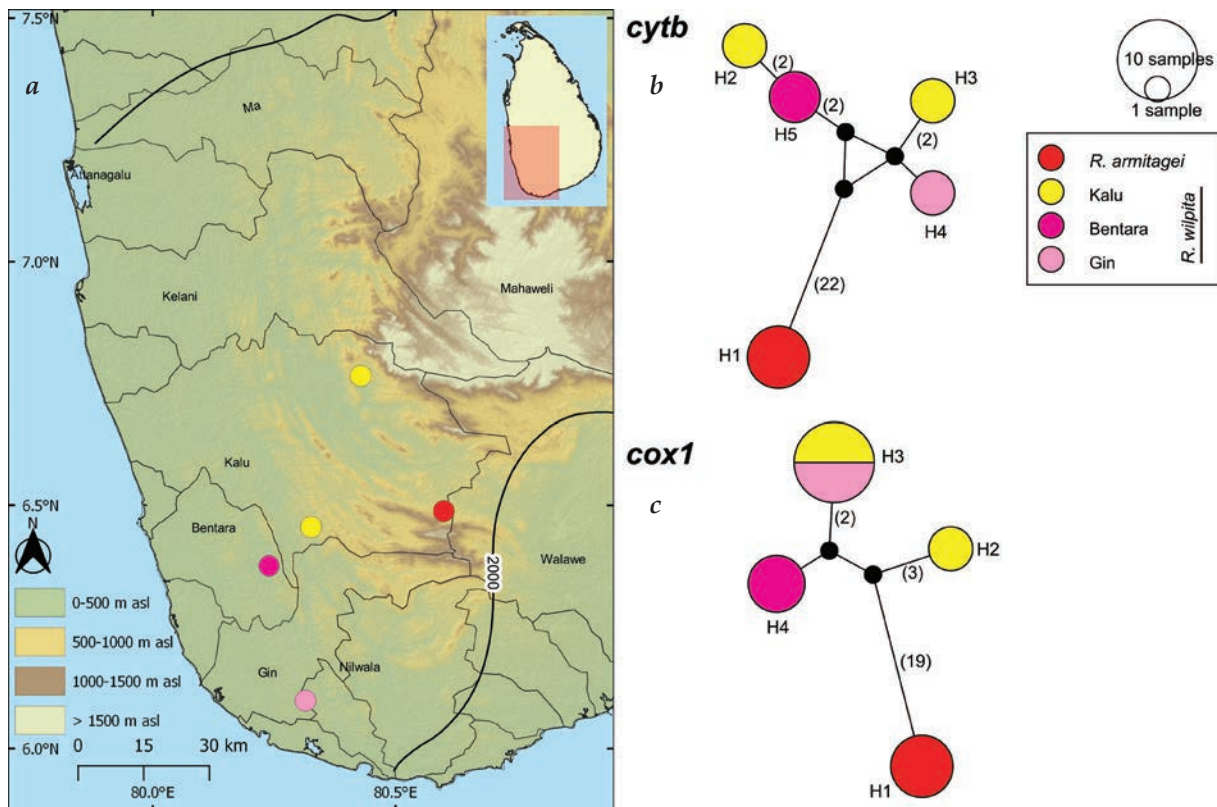 7.5°N
a
Ma
Attanagalu
7.0°N
Kelani
Mahaweli
Kalu
6.5°N
N
Bentara
2000
Walawe
0-500 m asl
500-1000 m asl
Gin
Nilwala
1000-1500 m asl
> 1500 m asl
6.0°N
0 15 30 km
80.0°E
80.5°E
cytb
b
H2
(2)
H5
(2)
H3
(2)
H4
(22)
H1
10 samples
1 sample
R. armitagei
Kalu
Bentara
Gin
R. wilpita
cox1
c
H3
(2)
H2
(3)
H4
(19)
H1